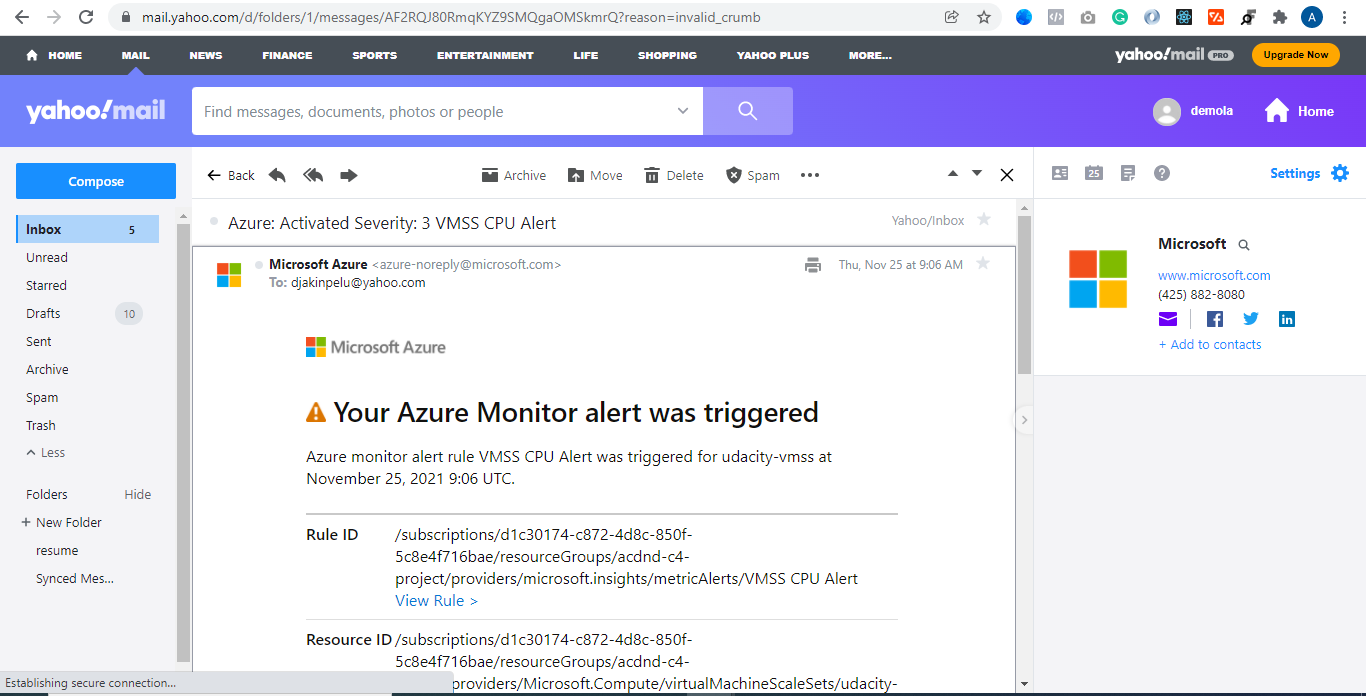 mail.yahoo.com/d/folders/1/messages/AF2RQJ80RmqKYZ9SMQgaOMSkmrQ?reason=invalid_crumb
A
HOME MAIL NEWS FINANCE SPORTS ENTERTAINMENT LIFE SHOPPING YAHOO PLUS MORE... yahoo!mail PRO Upgrade Now
yahoo!mail Find messages, documents, photos or people demola Home
Compose
Inbox 5
Unread
Starred
Drafts 10
Sent
Archive
Spam
Trash
Less
Folders Hide
+ New Folder
resume
Synced Mes...
Back Archive Move Delete Spam
Azure: Activated Severity: 3 VMSS CPU Alert Yahoo/Inbox
Microsoft Azure <azure-noreply@microsoft.com> Thu, Nov 25 at 9:06 AM
To: djakinpelu@yahoo.com
Microsoft Azure
Your Azure Monitor alert was triggered
Azure monitor alert rule VMSS CPU Alert was triggered for udacity-vmss at
November 25, 2021 9:06 UTC.
Rule ID /subscriptions/d1c30174-c872-4d8c-850f-
5c8e4f716bae/resourceGroups/acdnd-c4-
project/providers/microsoft.insights/metricAlerts/VMSS CPU Alert
View Rule >
Resource ID /subscriptions/d1c30174-c872-4d8c-850f-
5c8e4f716bae/resourceGroups/acdnd-c4-
providers/Microsoft.Compute/virtualMachineScaleSets/udacity-
25 ? Settings
Microsoft
www.microsoft.com
(425) 882-8080
+ Add to contacts
Establishing secure connection...